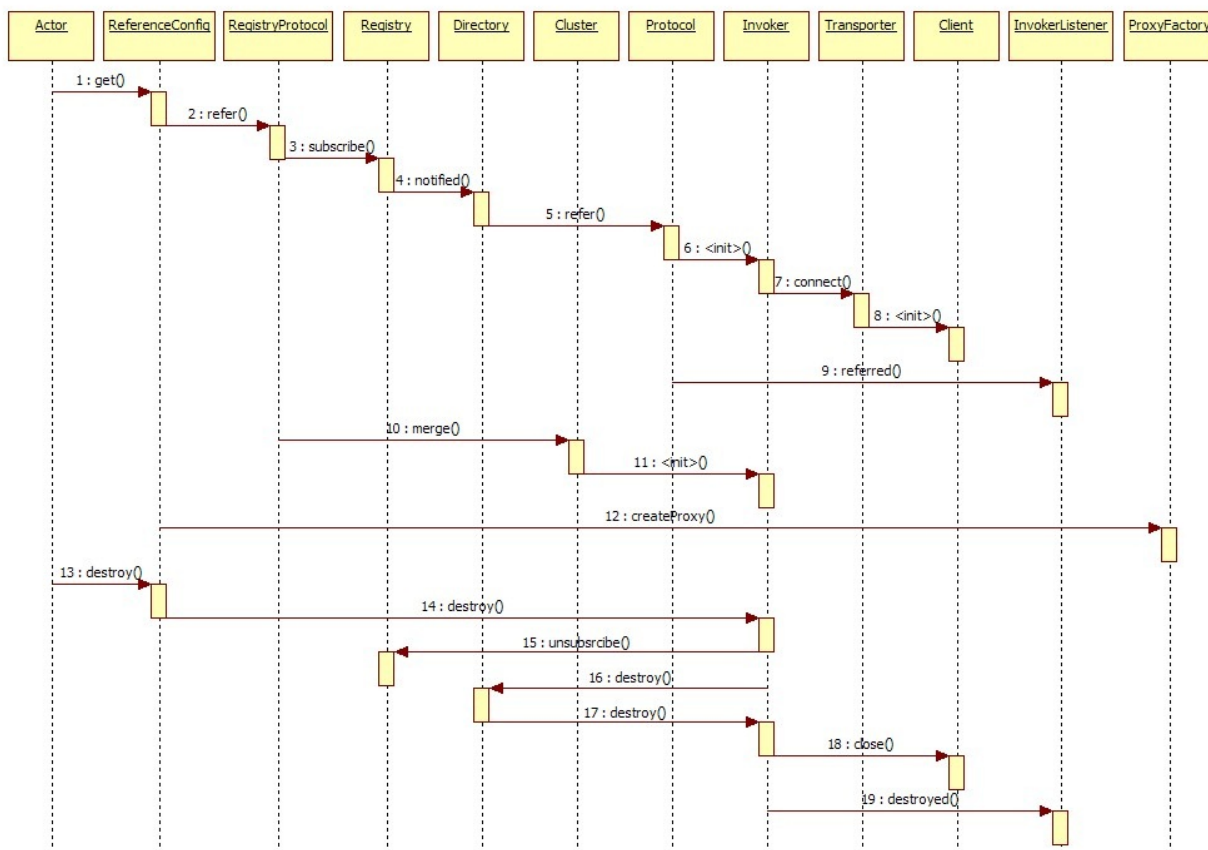 Actor
ReferenceConfig
RegistryProtocol
Registry
Directory
Cluster
Protocol
Invoker
Transporter
Client
InvokerListener
ProxyFactory
1 : get()
2 : refer()
3 : subscribe()
4 : notified()
5 : refer()
6 : <init>()
7 : connect()
8 : <init>()
9 : referred()
10 : merge()
11 : <init>()
12 : createProxy()
13 : destroy()
14 : destroy()
15 : unsubsrcibe()
16 : destroy()
17 : destroy()
18 : close()
19 : destroyed()